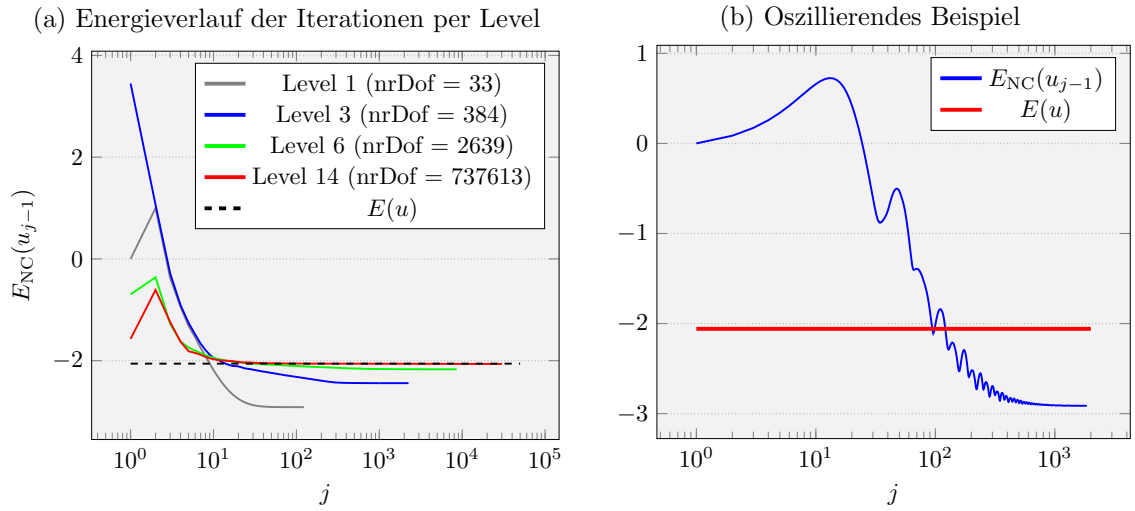 (a) Energieverlauf der Iterationen per Level
4
2
0
−2
10^0
10^1
10^2
10^3
10^4
10^5
j
E_NC(u_{j−1})
Level 1 (nrDof = 33)
Level 3 (nrDof = 384)
Level 6 (nrDof = 2639)
Level 14 (nrDof = 737613)
E(u)
(b) Oszillierendes Beispiel
1
0
−1
−2
−3
10^0
10^1
10^2
10^3
j
E_NC(u_{j−1})
E(u)